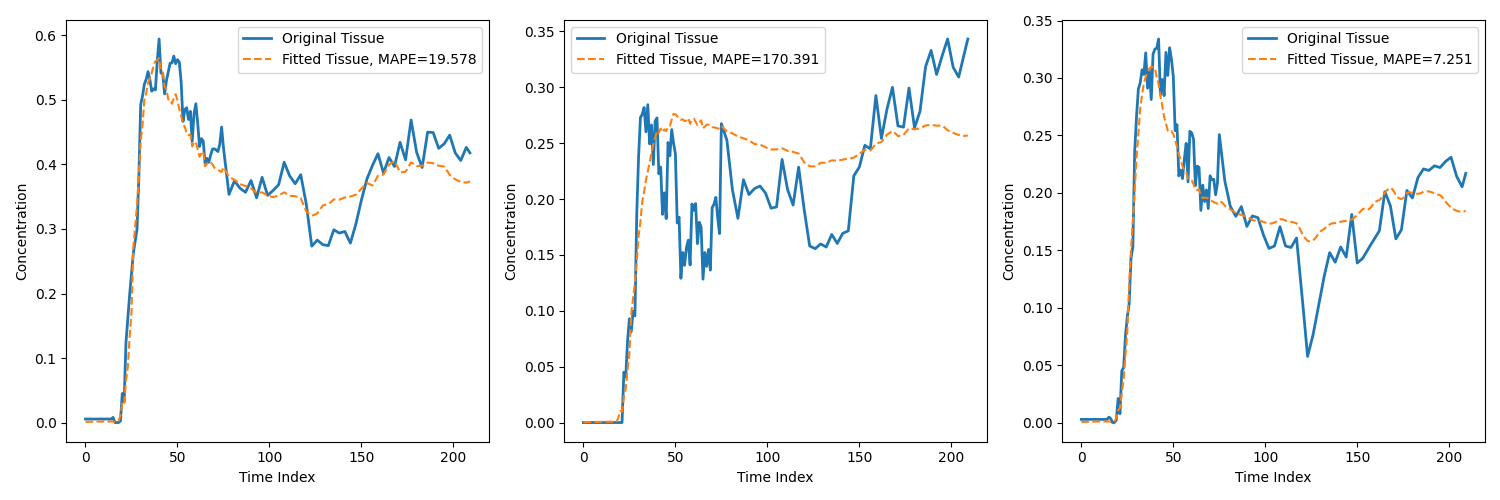 Original Tissue
Fitted Tissue, MAPE=19.578
Concentration
0.6
0.5
0.4
0.3
0.2
0.1
0.0
0 50 100 150 200
Time Index
Original Tissue
Fitted Tissue, MAPE=170.391
Concentration
0.35
0.30
0.25
0.20
0.15
0.10
0.05
0.00
0 50 100 150 200
Time Index
Original Tissue
Fitted Tissue, MAPE=7.251
Concentration
0.35
0.30
0.25
0.20
0.15
0.10
0.05
0.00
0 50 100 150 200
Time Index